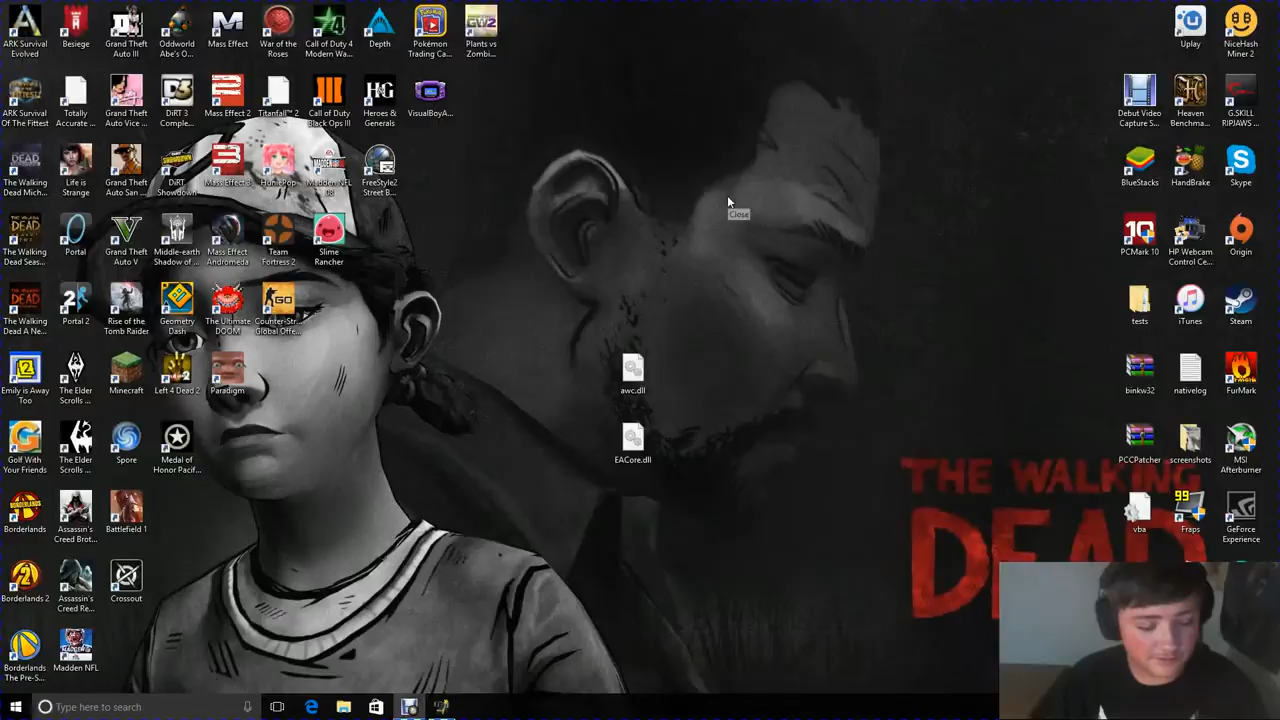 ARK Survival
Evolved
Besiege
Grand Theft
Auto III
Oddworld
Abe's O...
Mass Effect
War of the
Roses
Call of Duty 4
Modern Wa...
Depth
Pokémon
Trading Ca...
Plants vs
Zombi...
Uplay
NiceHash
Miner 2
ARK Survival
Of The Fittest
Totally
Accurate ...
Grand Theft
Auto Vice ...
DiRT 3
Comple...
Mass Effect 2
Titanfall™ 2
Call of Duty
Black Ops III
Heroes &
Generals
VisualBoyA...
Debut Video
Capture S...
Heaven
Benchma...
G.SKILL
RIPJAWS ...
The Walking
Dead Mich...
Life is
Strange
Grand Theft
Auto San ...
DiRT
Showdown
Mass Effect 3
HuniePop
Madden NFL
08
FreeStyle2
Street B...
BlueStacks
HandBrake
Skype
Close
The Walking
Dead Seas...
Portal
Grand Theft
Auto V
Middle-earth
Shadow of ...
Mass Effect
Andromeda
Team
Fortress 2
Slime
Rancher
PCMark 10
HP Webcam
Control Ce...
Origin
The Walking
Dead A Ne...
Portal 2
Rise of the
Tomb Raider
Geometry
Dash
The Ultimate
DOOM
Counter-Str...
Global Offe...
tests
iTunes
Steam
Emily is Away
Too
The Elder
Scrolls ...
Minecraft
Left 4 Dead 2
Paradigm
awc.dll
binkw32
nativelog
FurMark
Golf With
Your Friends
The Elder
Scrolls ...
Spore
Medal of
Honor Pacif...
EACore.dll
PCCPatcher
screenshots
MSI
Afterburner
THE WALKING
DEAD
Borderlands
Assassin's
Creed Brot...
Battlefield 1
vba
99
Fraps
GeForce
Experience
Borderlands 2
Assassin's
Creed Re...
Crossout
Borderlands
The Pre-S...
Madden NFL
Type here to search